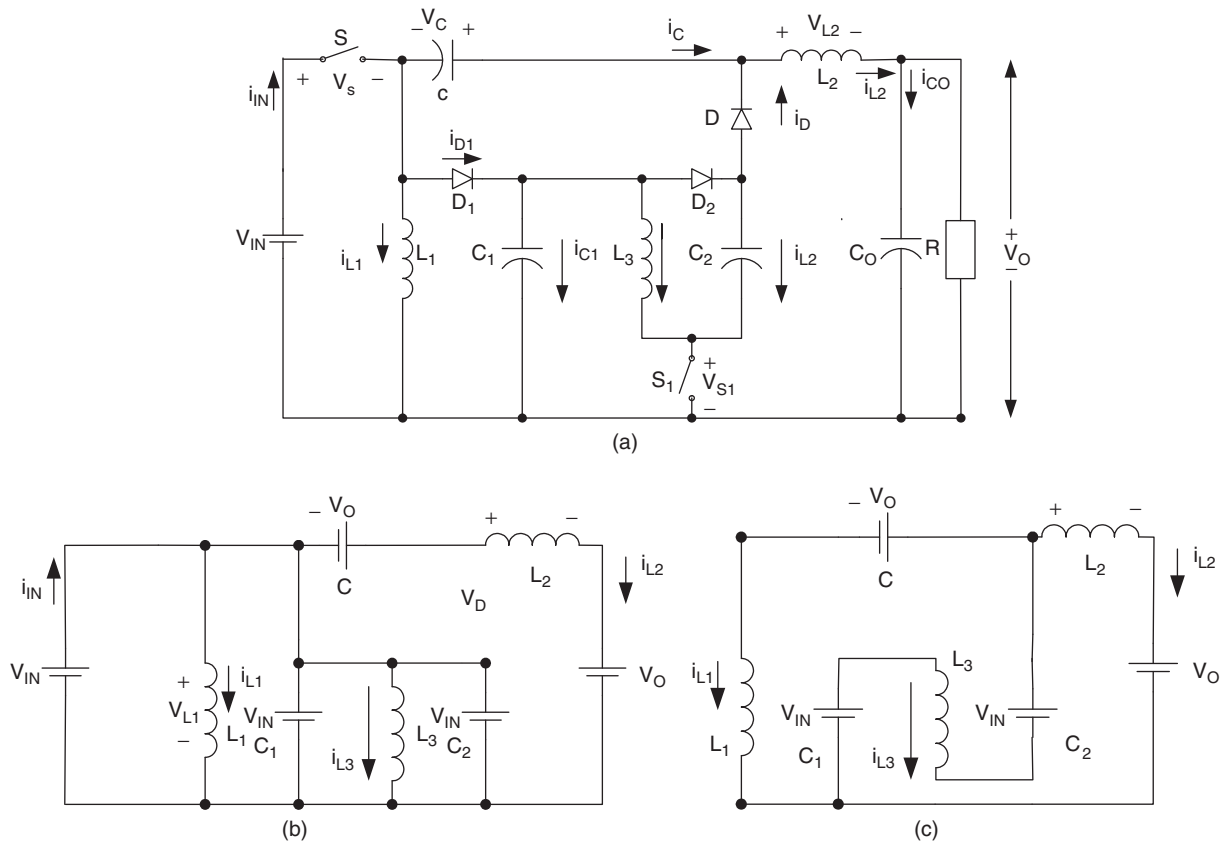 − V_C +
i_C
+ V_L2 −
S
+ V_s −
c
L_2
i_L2
i_CO
i_IN
D
i_D
i_D1
D_1
D_2
V_IN
i_L1
L_1
C_1
i_C1
L_3
C_2
i_L2
C_O
R
+
V_O
−
S_1
+
V_S1
−
(a)
− V_O
C
+ −
L_2
i_L2
i_IN
V_D
V_IN
+
V_L1
−
i_L1
L_1
V_IN
C_1
i_L3
L_3
V_IN
C_2
V_O
(b)
− V_O
C
+ −
L_2
i_L2
i_L1
L_1
V_IN
C_1
L_3
i_L3
V_IN
C_2
V_O
(c)